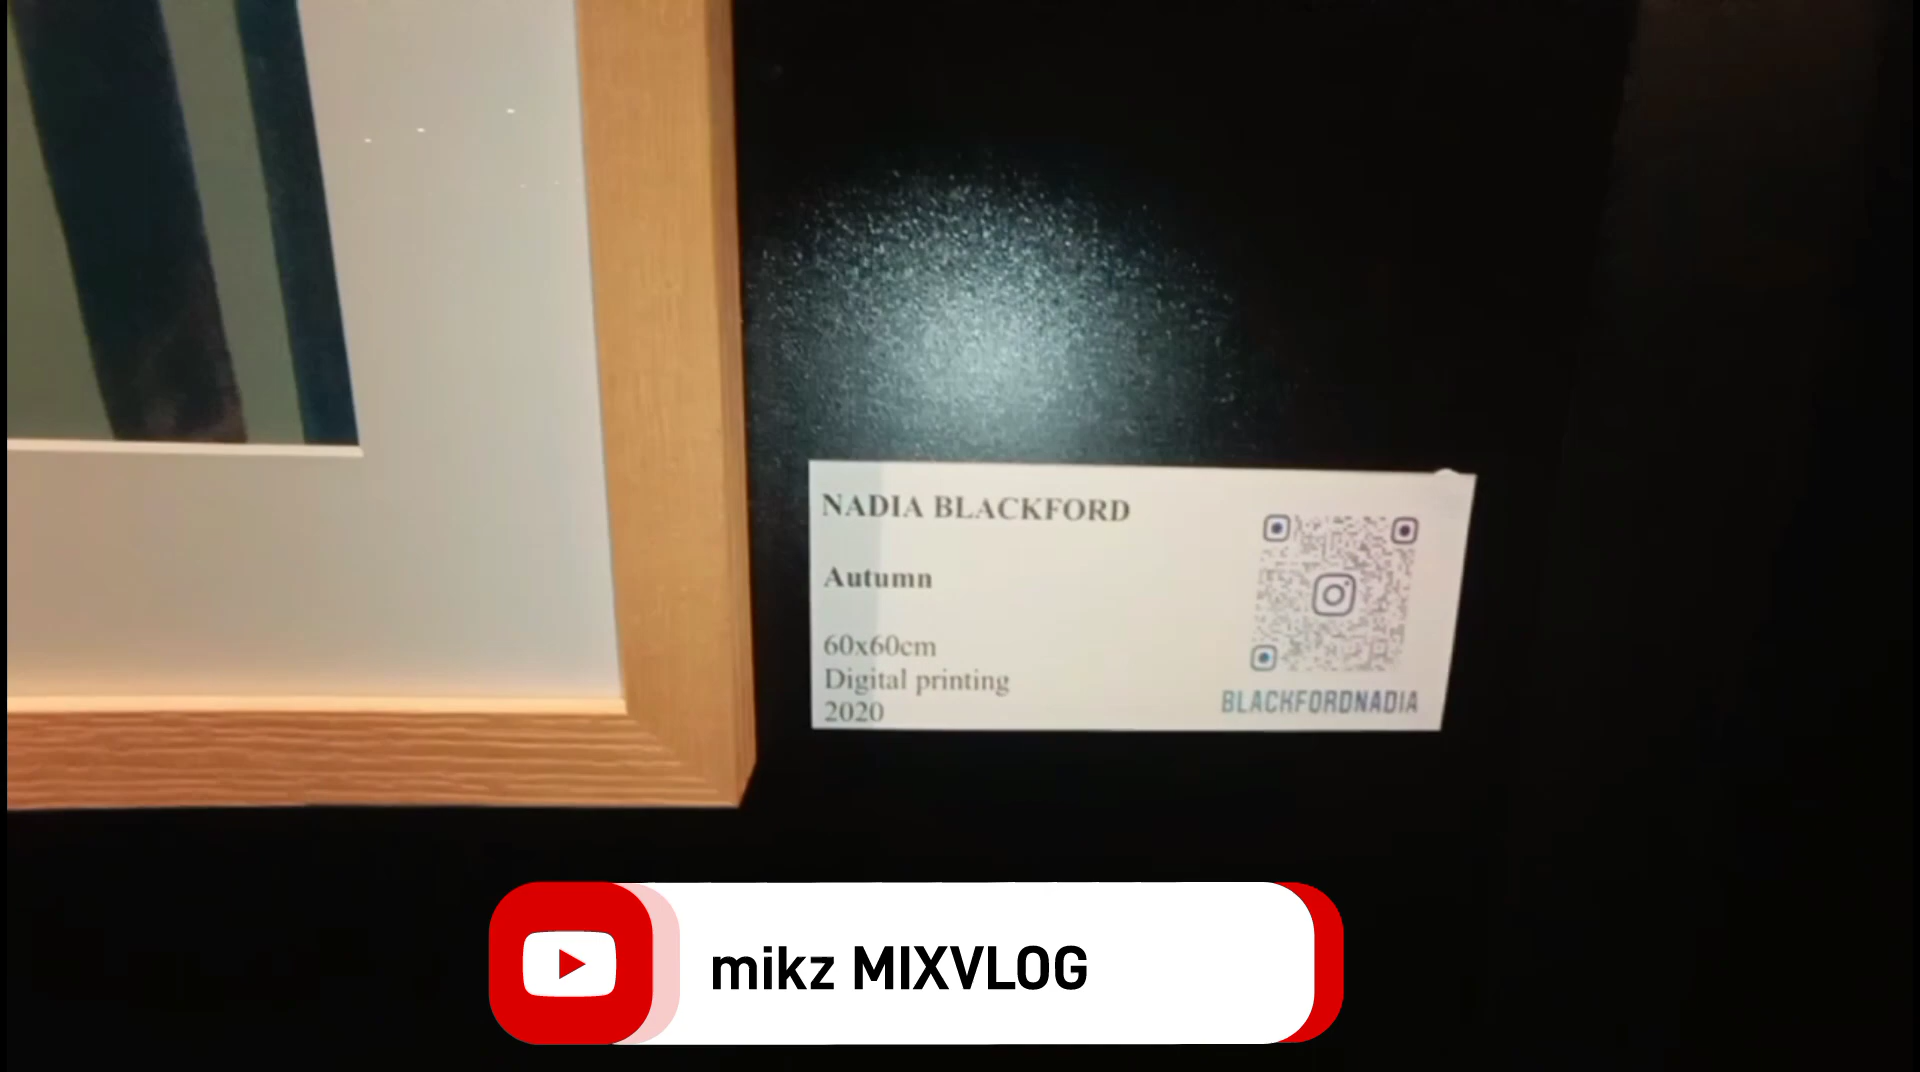 NADIA BLACKFORD
Autumn
60x60cm
Digital printing
2020
BLACKFORDNADIA
mikz MIXVLOG